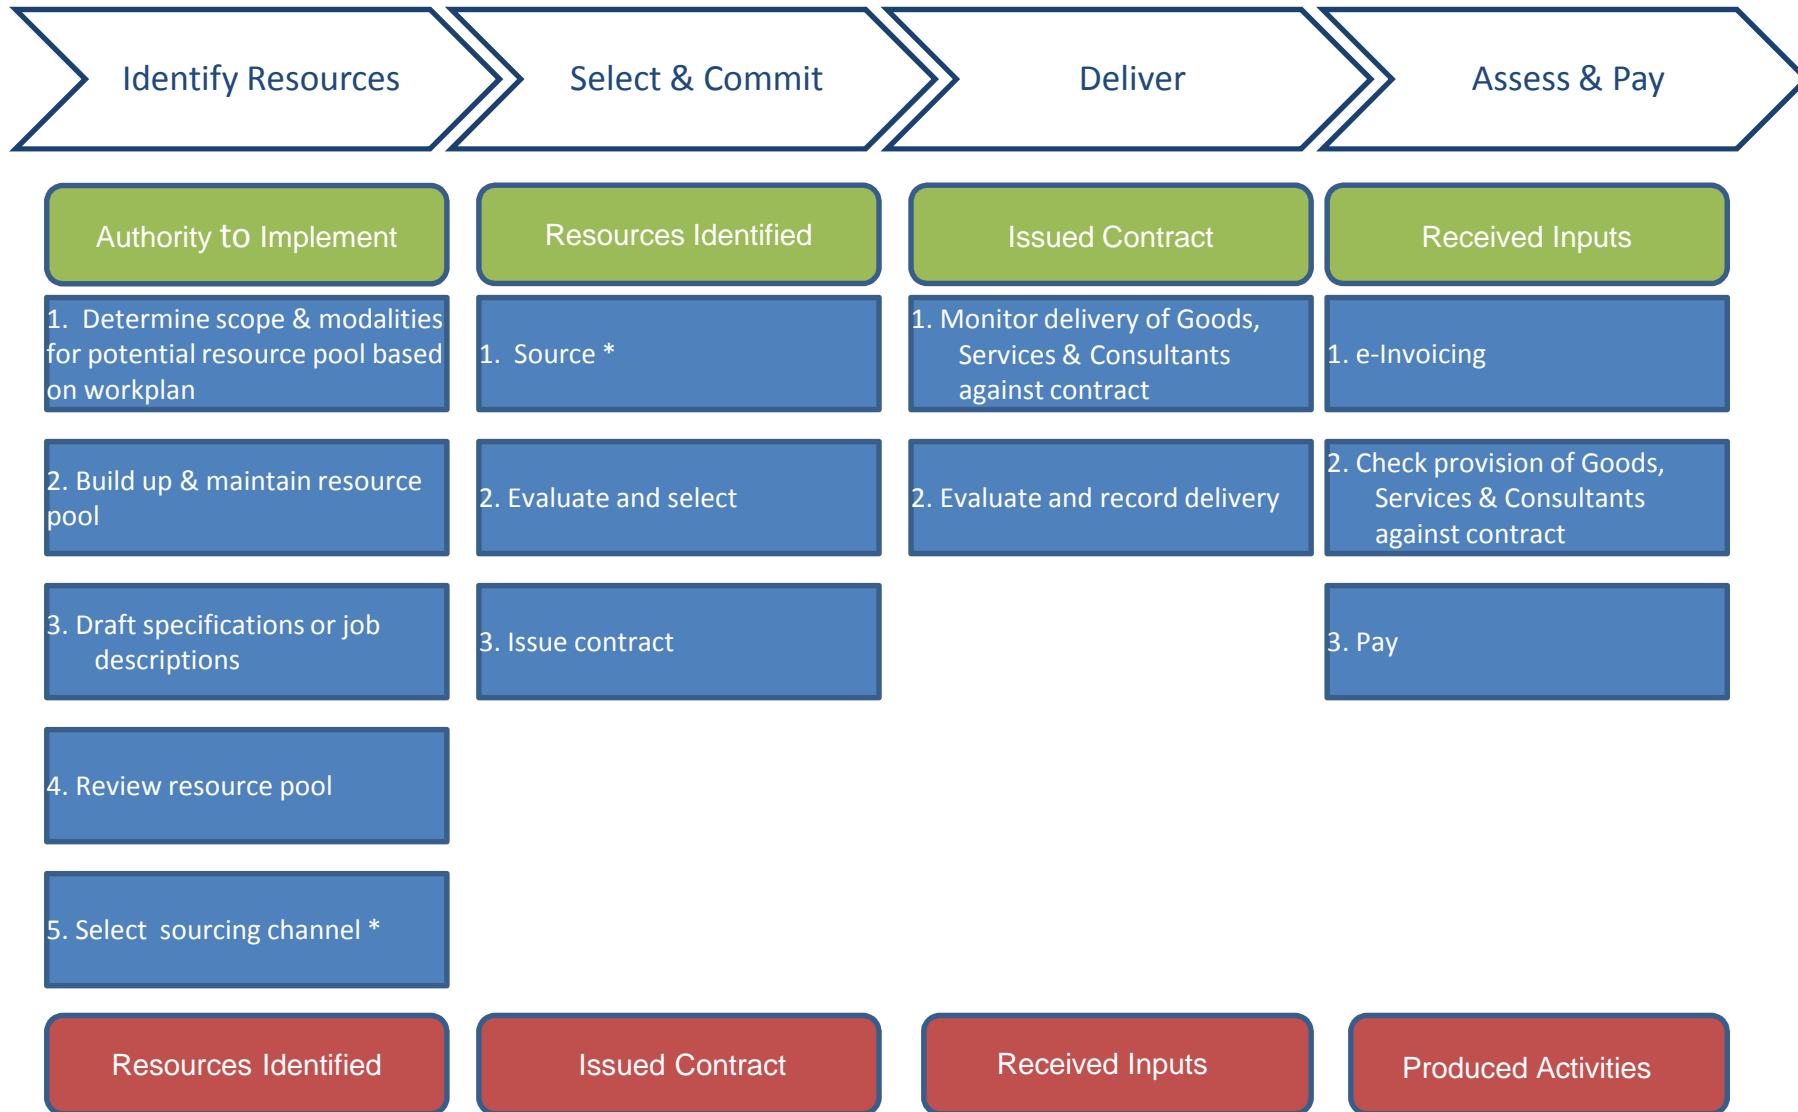 Identify Resources
Select & Commit
Deliver
Assess & Pay
Authority to Implement
Resources Identified
Issued Contract
Received Inputs
1. Determine scope & modalities
for potential resource pool based
on workplan
1. Source *
1. Monitor delivery of Goods,
Services & Consultants
against contract
1. e-Invoicing
2. Build up & maintain resource
pool
2. Evaluate and select
2. Evaluate and record delivery
2. Check provision of Goods,
Services & Consultants
against contract
3. Draft specifications or job
descriptions
3. Issue contract
3. Pay
4. Review resource pool
5. Select sourcing channel *
Resources Identified
Issued Contract
Received Inputs
Produced Activities